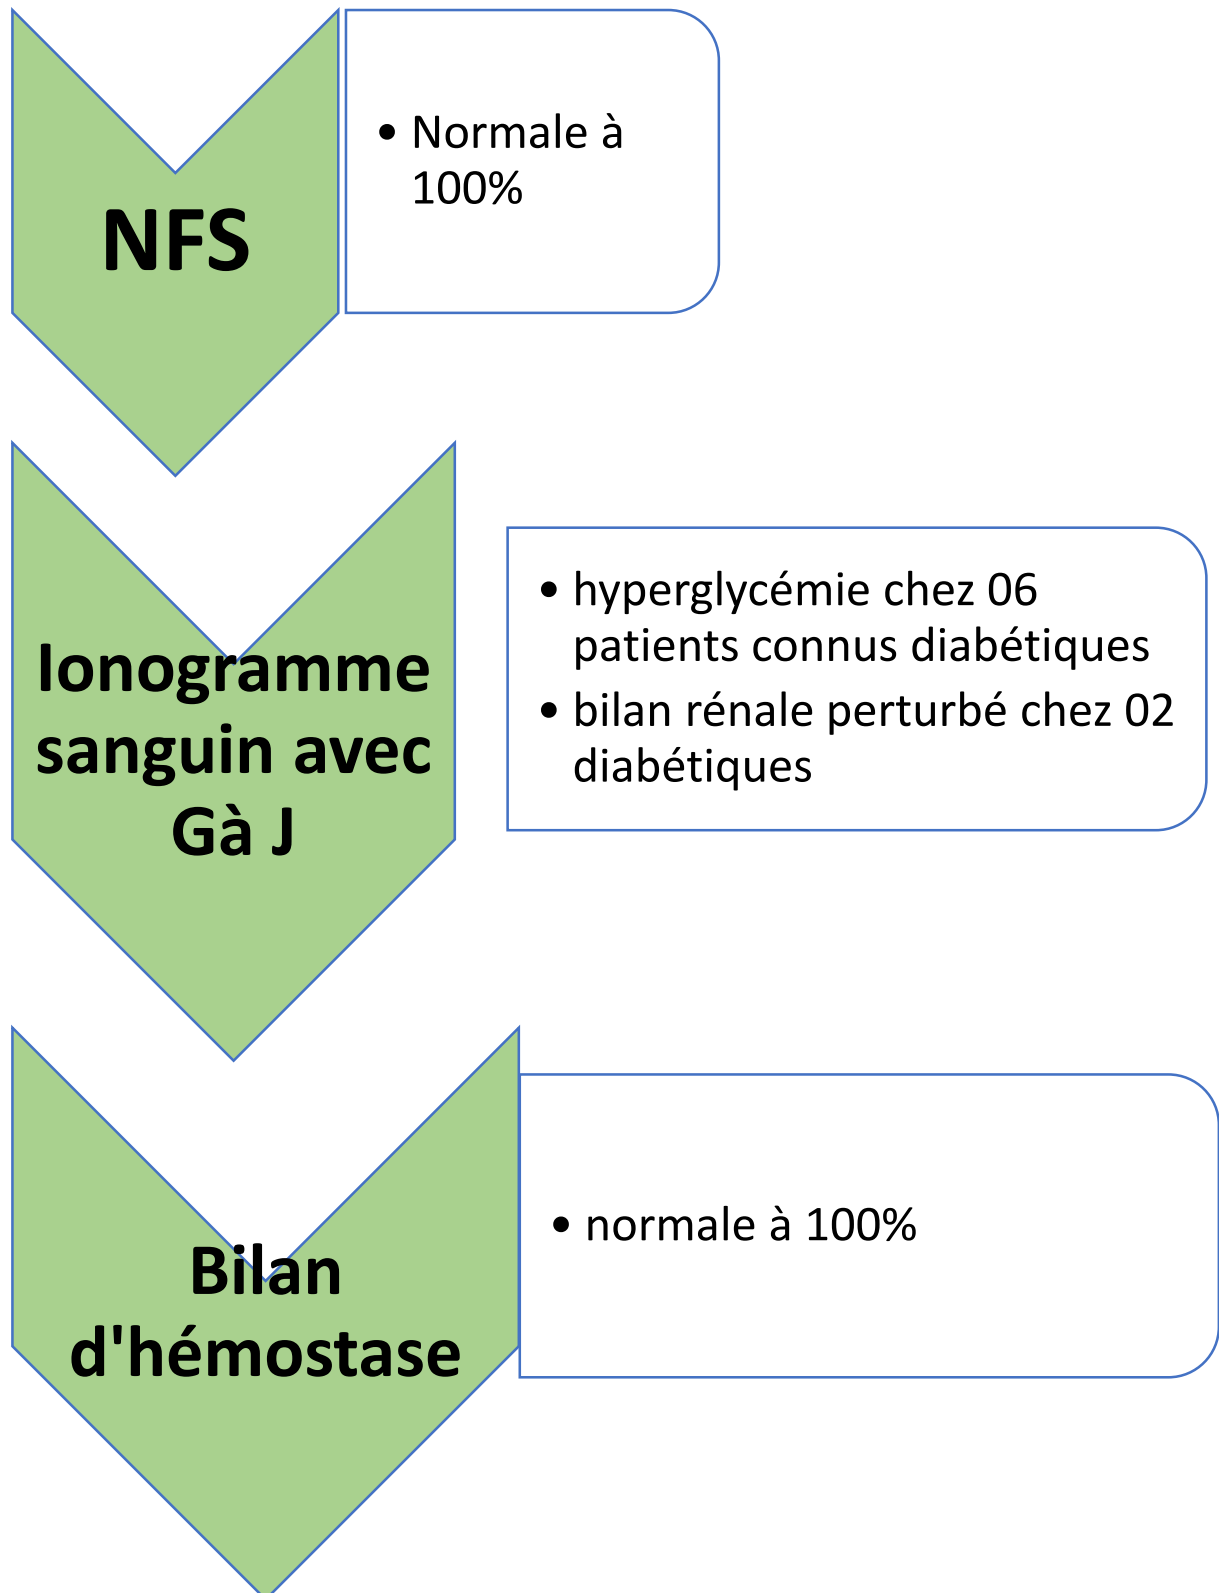 NFS
• Normale à
100%
Ionogramme
sanguin avec
Gà J
• hyperglycémie chez 06
patients connus diabétiques
• bilan rénale perturbé chez 02
diabétiques
Bilan
d'hémostase
• normale à 100%